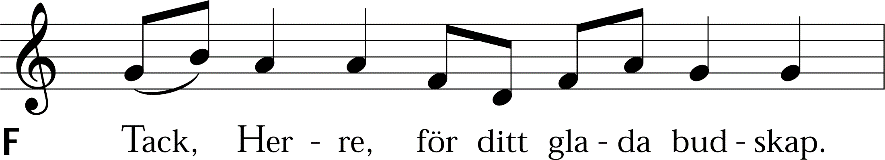 F Tack, Her - re, för ditt gla - da bud - skap.